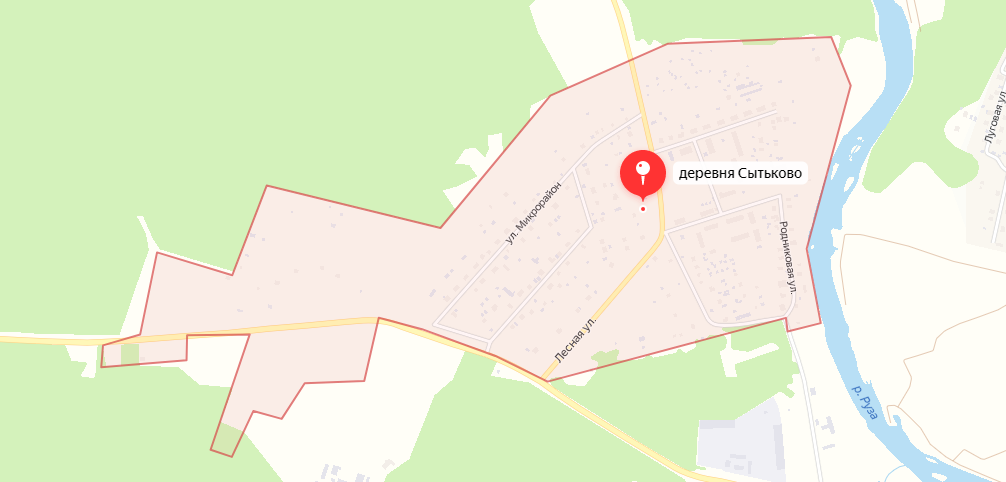 Луговая ул.
деревня Сытьково
ул. Микрорайон
Родниковая ул.
Лесная ул.
р. Руза